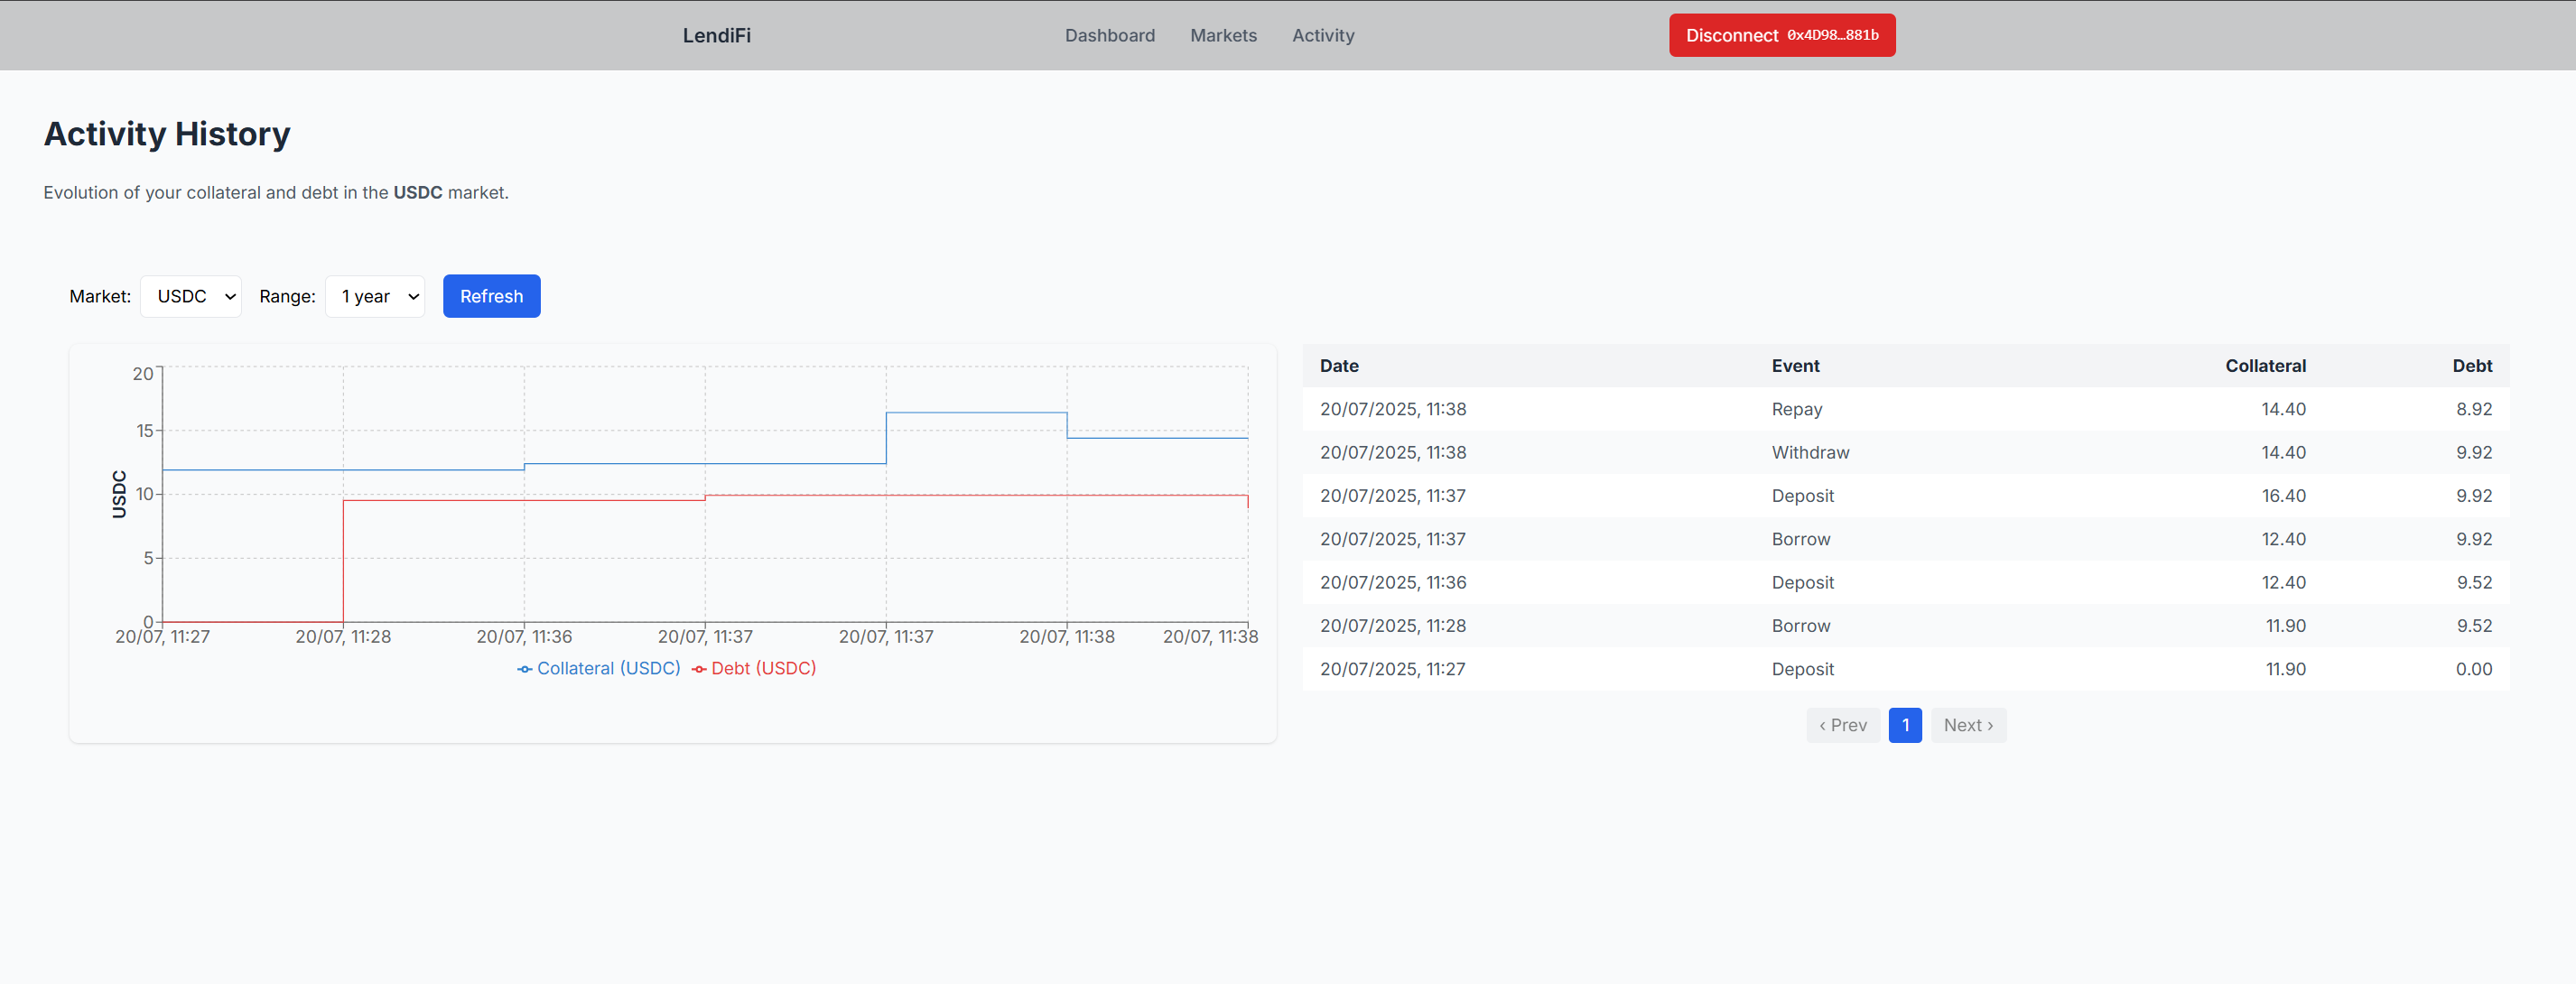 LendiFi Dashboard Markets Activity Disconnect 0x4D98…881b
Activity History
Evolution of your collateral and debt in the USDC market.
Market: USDC Range: 1 year Refresh
20
15
10
5
0
USDC
20/07, 11:27 20/07, 11:28 20/07, 11:36 20/07, 11:37 20/07, 11:37 20/07, 11:38 20/07, 11:38
Collateral (USDC) Debt (USDC)
Date Event Collateral Debt
20/07/2025, 11:38 Repay 14.40 8.92
20/07/2025, 11:38 Withdraw 14.40 9.92
20/07/2025, 11:37 Deposit 16.40 9.92
20/07/2025, 11:37 Borrow 12.40 9.92
20/07/2025, 11:36 Deposit 12.40 9.52
20/07/2025, 11:28 Borrow 11.90 9.52
20/07/2025, 11:27 Deposit 11.90 0.00
‹ Prev 1 Next ›